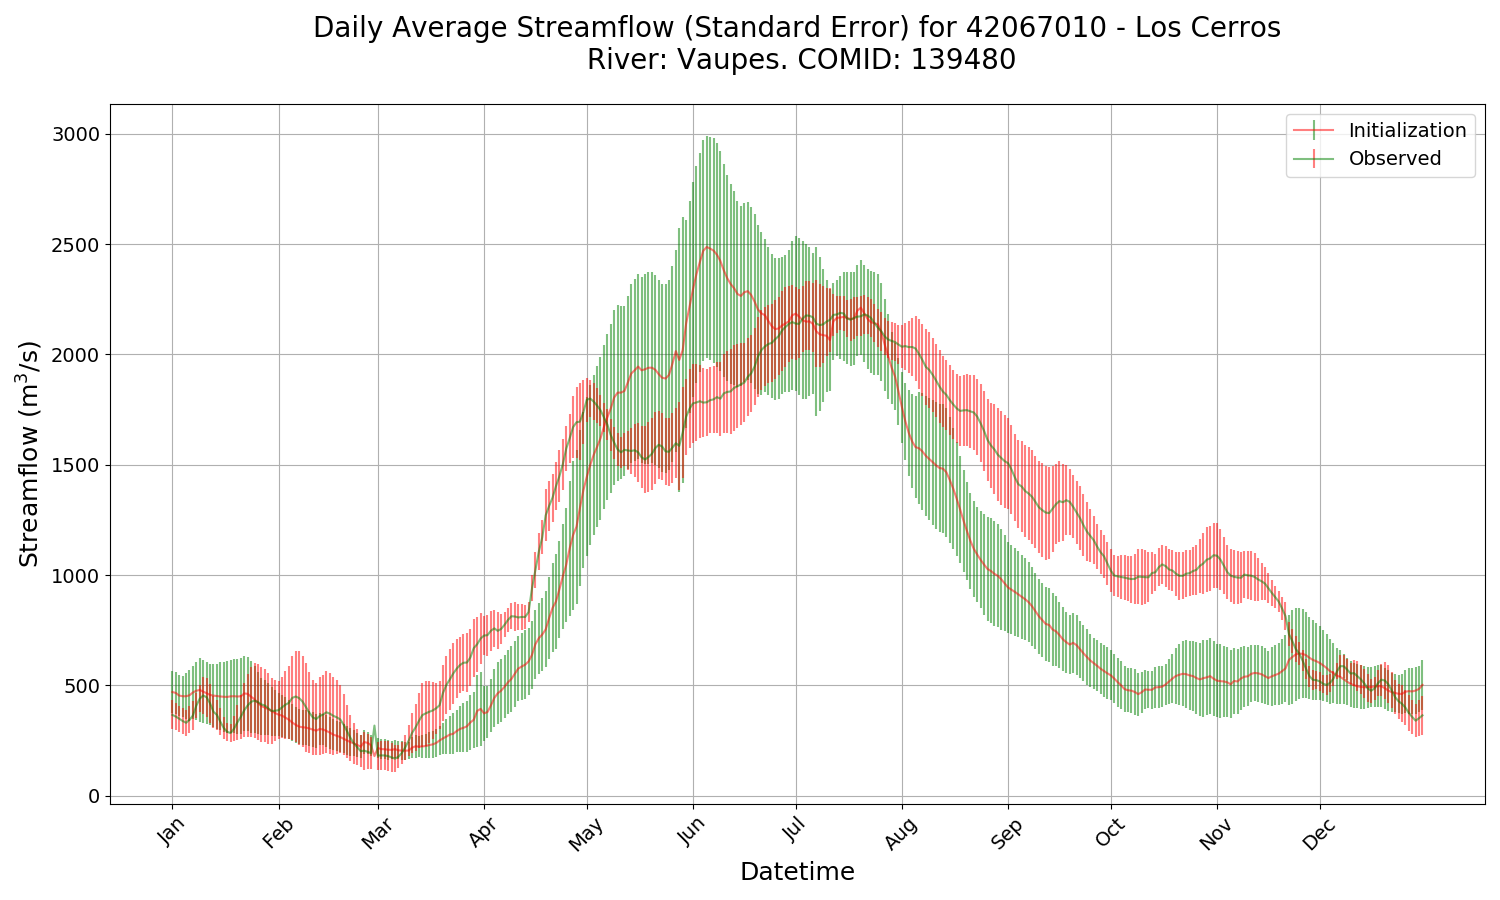 Daily Average Streamflow (Standard Error) for 42067010 - Los Cerros
River: Vaupes. COMID: 139480
Initialization
Observed
3000
2500
2000
1500
1000
500
0
Streamflow (m³/s)
Jan
Feb
Mar
Apr
May
Jun
Jul
Aug
Sep
Oct
Nov
Dec
Datetime